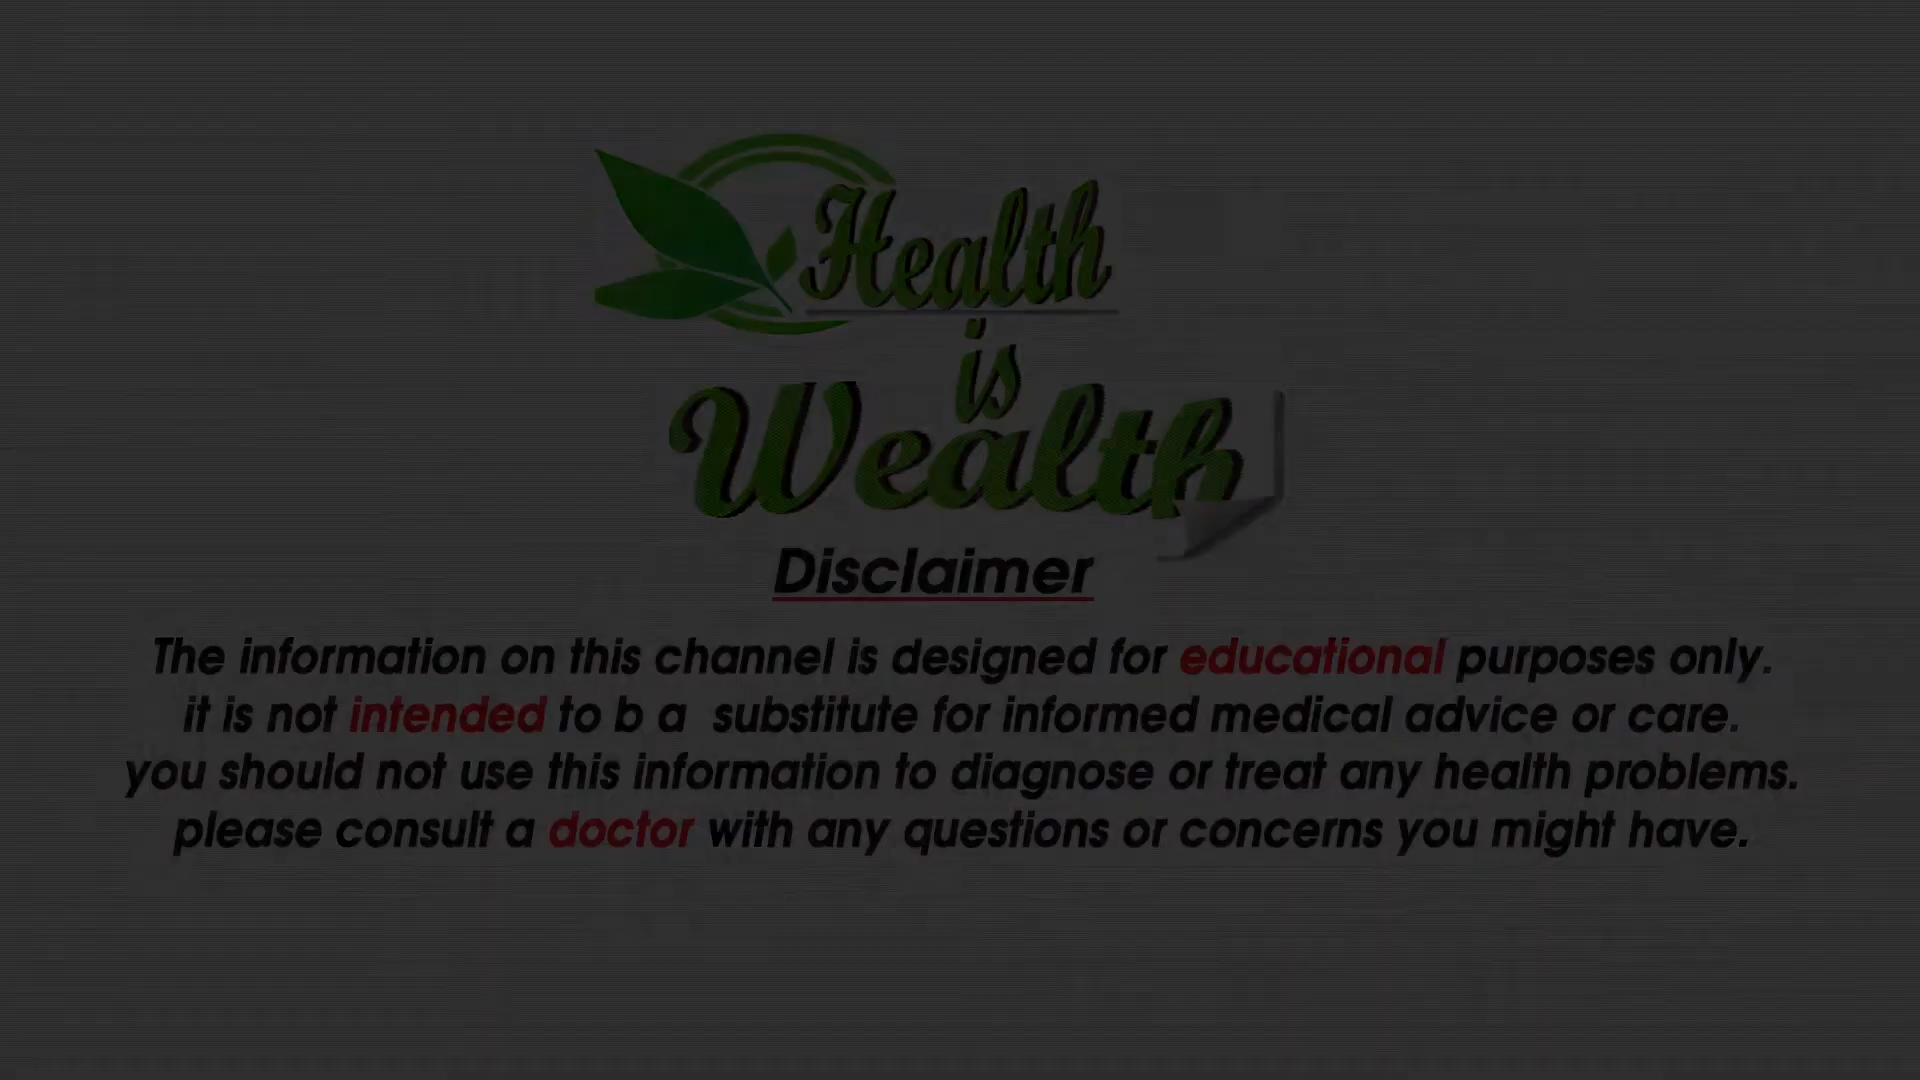 Health
is
Wealth
Disclaimer
The information on this channel is designed for educational purposes only.
it is not intended to b a substitute for informed medical advice or care.
you should not use this information to diagnose or treat any health problems.
please consult a doctor with any questions or concerns you might have.